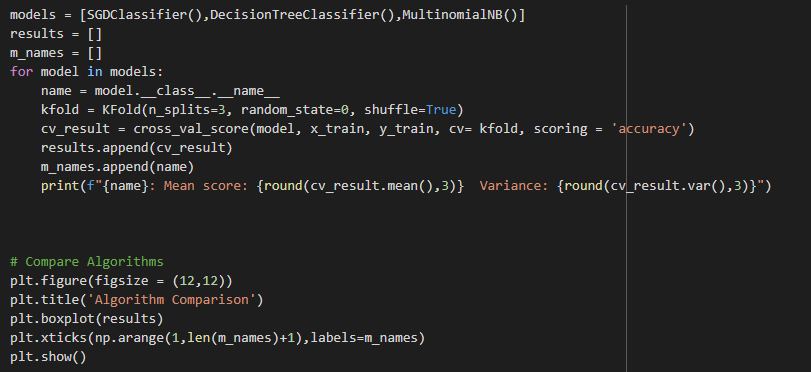 models = [SGDClassifier(),DecisionTreeClassifier(),MultinomialNB()]
results = []
m_names = []
for model in models:
    name = model.__class__.__name__
    kfold = KFold(n_splits=3, random_state=0, shuffle=True)
    cv_result = cross_val_score(model, x_train, y_train, cv= kfold, scoring = 'accuracy')
    results.append(cv_result)
    m_names.append(name)
    print(f"{name}: Mean score: {round(cv_result.mean(),3)}  Variance: {round(cv_result.var(),3)}")
# Compare Algorithms
plt.figure(figsize = (12,12))
plt.title('Algorithm Comparison')
plt.boxplot(results)
plt.xticks(np.arange(1,len(m_names)+1),labels=m_names)
plt.show()